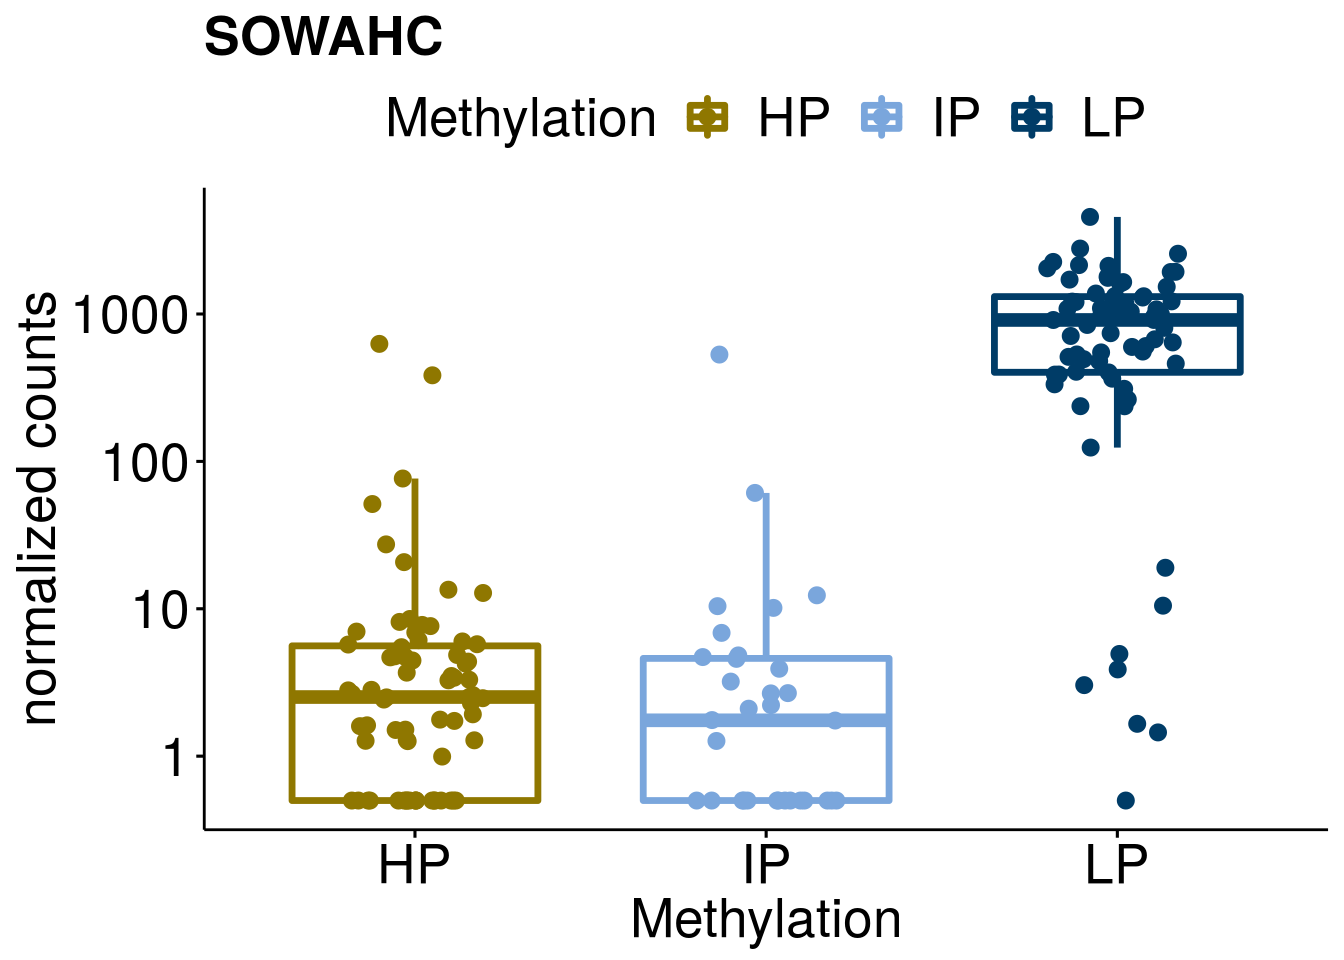 SOWAHC
Methylation HP IP LP
normalized counts
1000
100
10
1
HP IP LP
Methylation